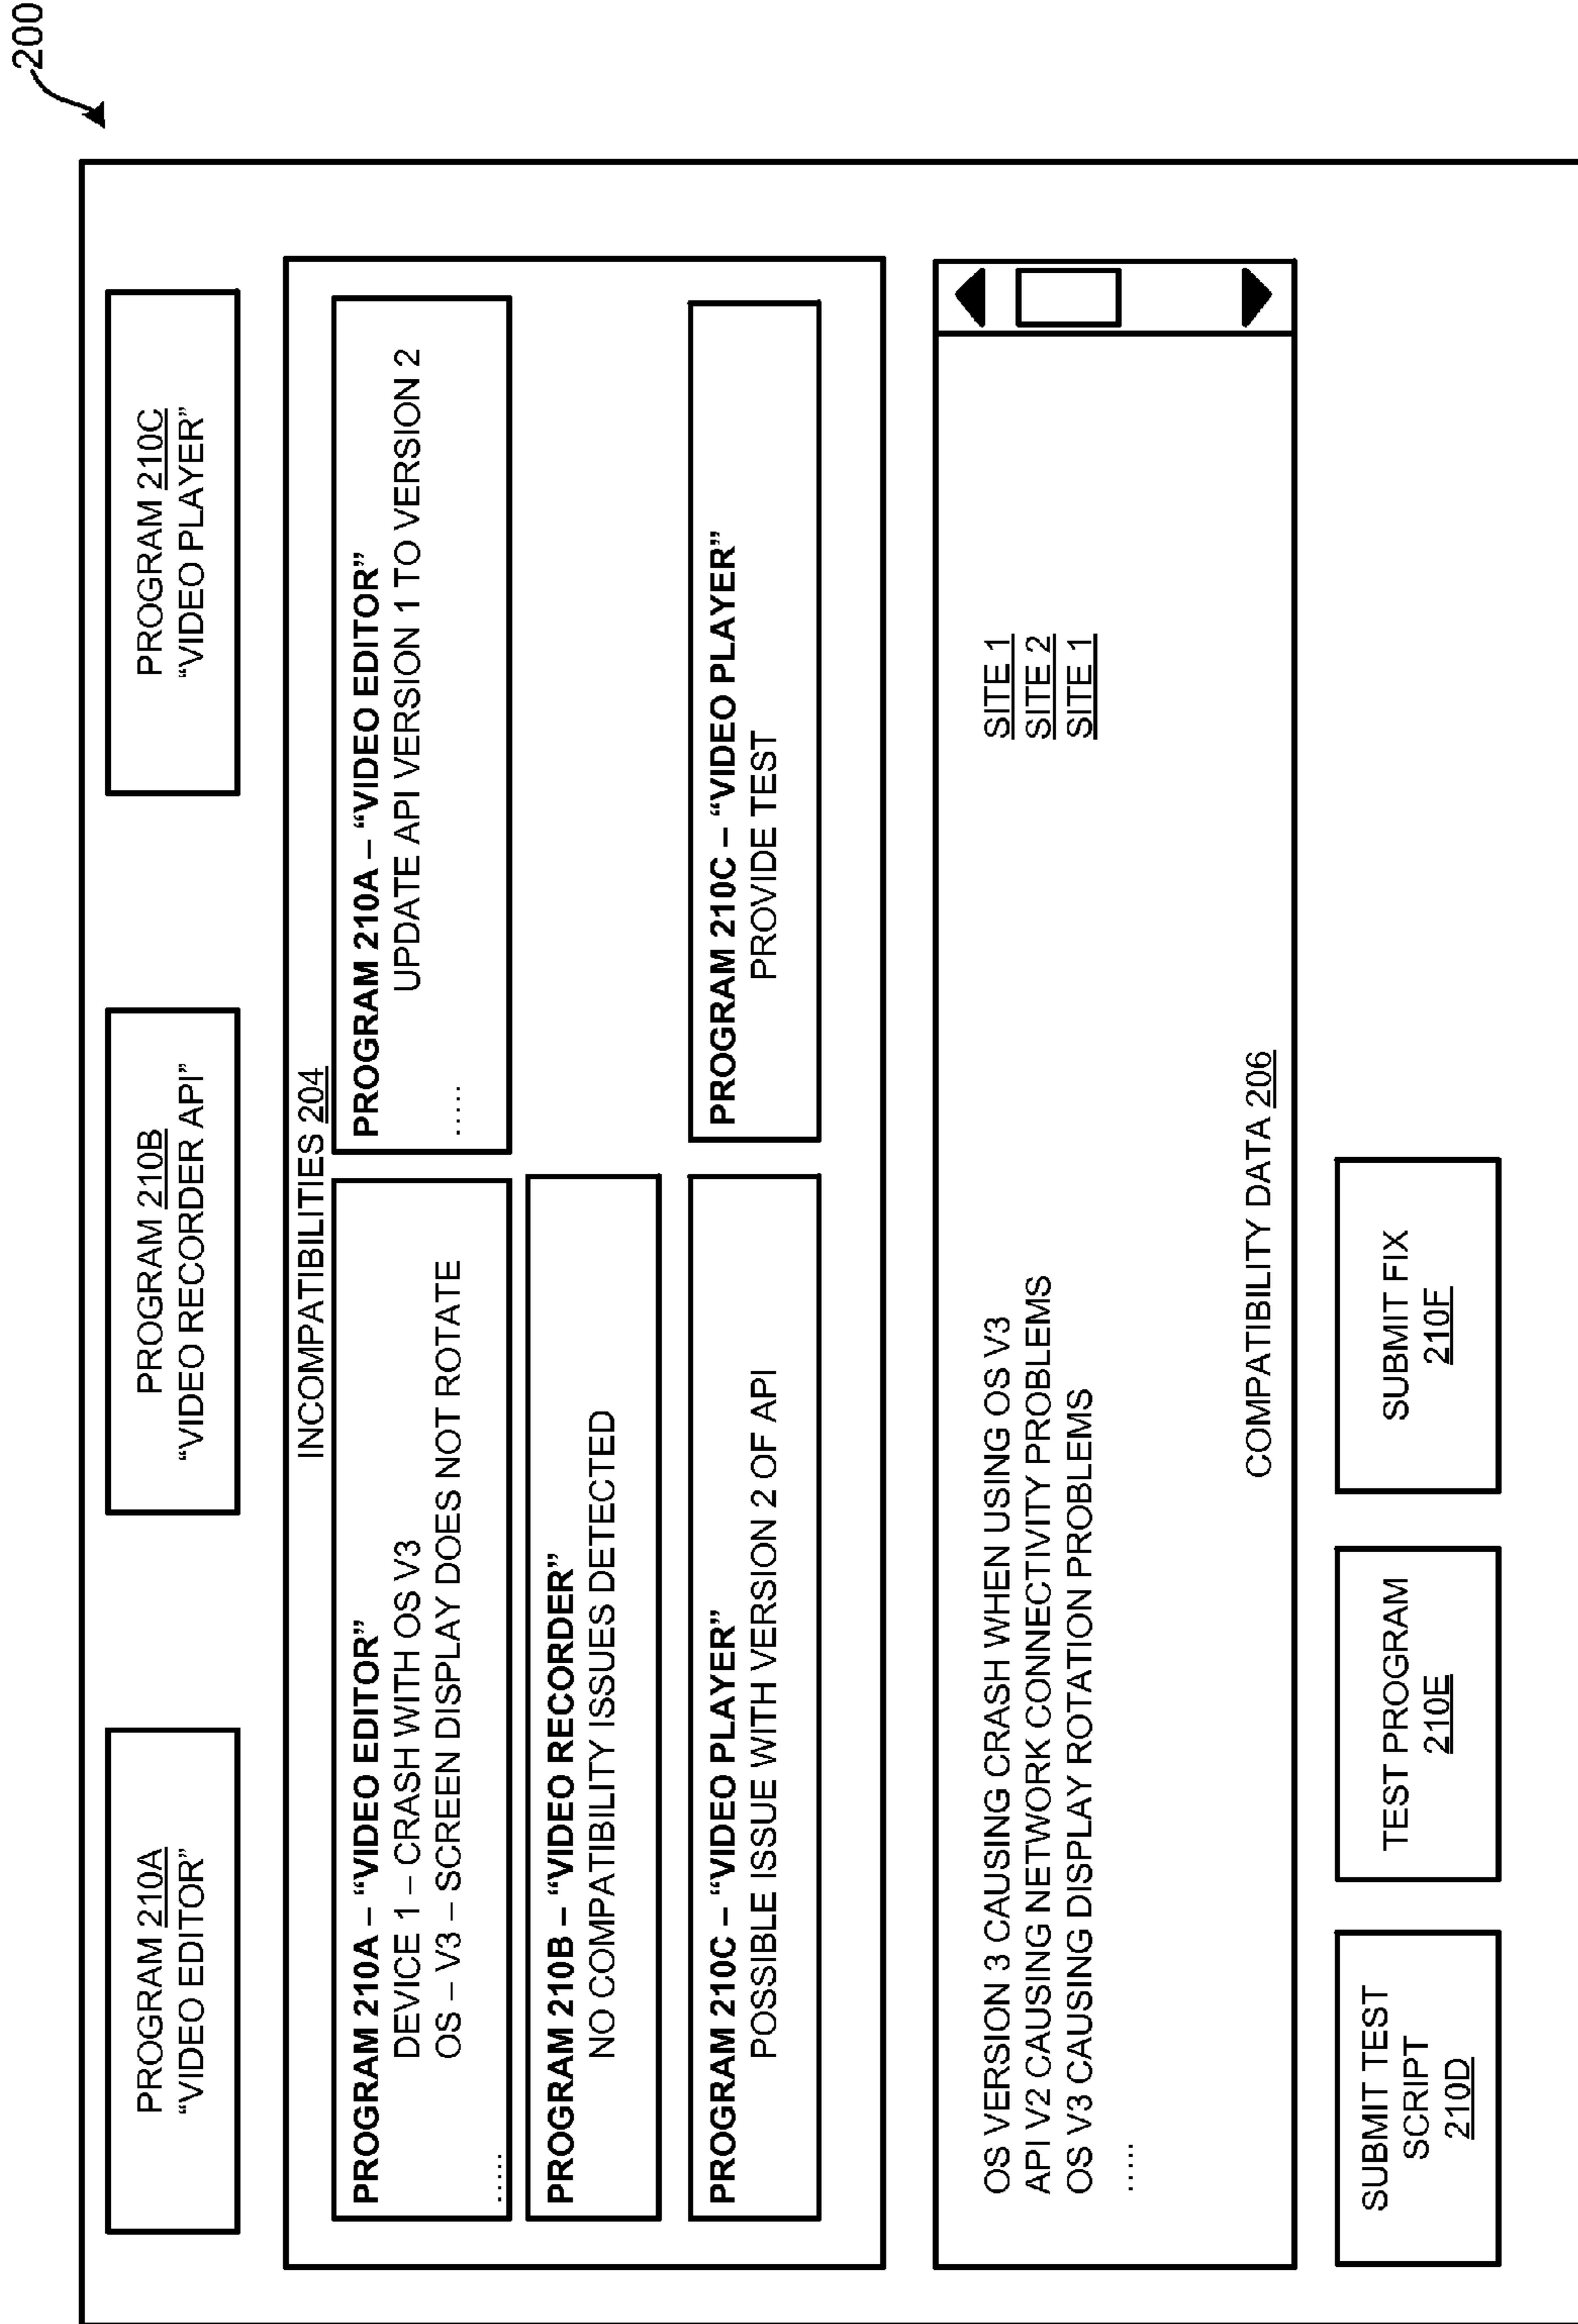 200
PROGRAM 210A
“VIDEO EDITOR”
PROGRAM 210B
“VIDEO RECORDER API”
PROGRAM 210C
“VIDEO PLAYER”
INCOMPATIBILITIES 204
PROGRAM 210A – “VIDEO EDITOR”
DEVICE 1 – CRASH WITH OS V3
OS – V3 – SCREEN DISPLAY DOES NOT ROTATE
.....
PROGRAM 210A – “VIDEO EDITOR”
UPDATE API VERSION 1 TO VERSION 2
.....
PROGRAM 210B – “VIDEO RECORDER”
NO COMPATIBILITY ISSUES DETECTED
PROGRAM 210C – “VIDEO PLAYER”
POSSIBLE ISSUE WITH VERSION 2 OF API
PROGRAM 210C – “VIDEO PLAYER”
PROVIDE TEST
OS VERSION 3 CAUSING CRASH WHEN USING OS V3 SITE 1
API V2 CAUSING NETWORK CONNECTIVITY PROBLEMS SITE 2
OS V3 CAUSING DISPLAY ROTATION PROBLEMS SITE 1
.....
COMPATIBILITY DATA 206
SUBMIT TEST
SCRIPT
210D
TEST PROGRAM
210E
SUBMIT FIX
210F